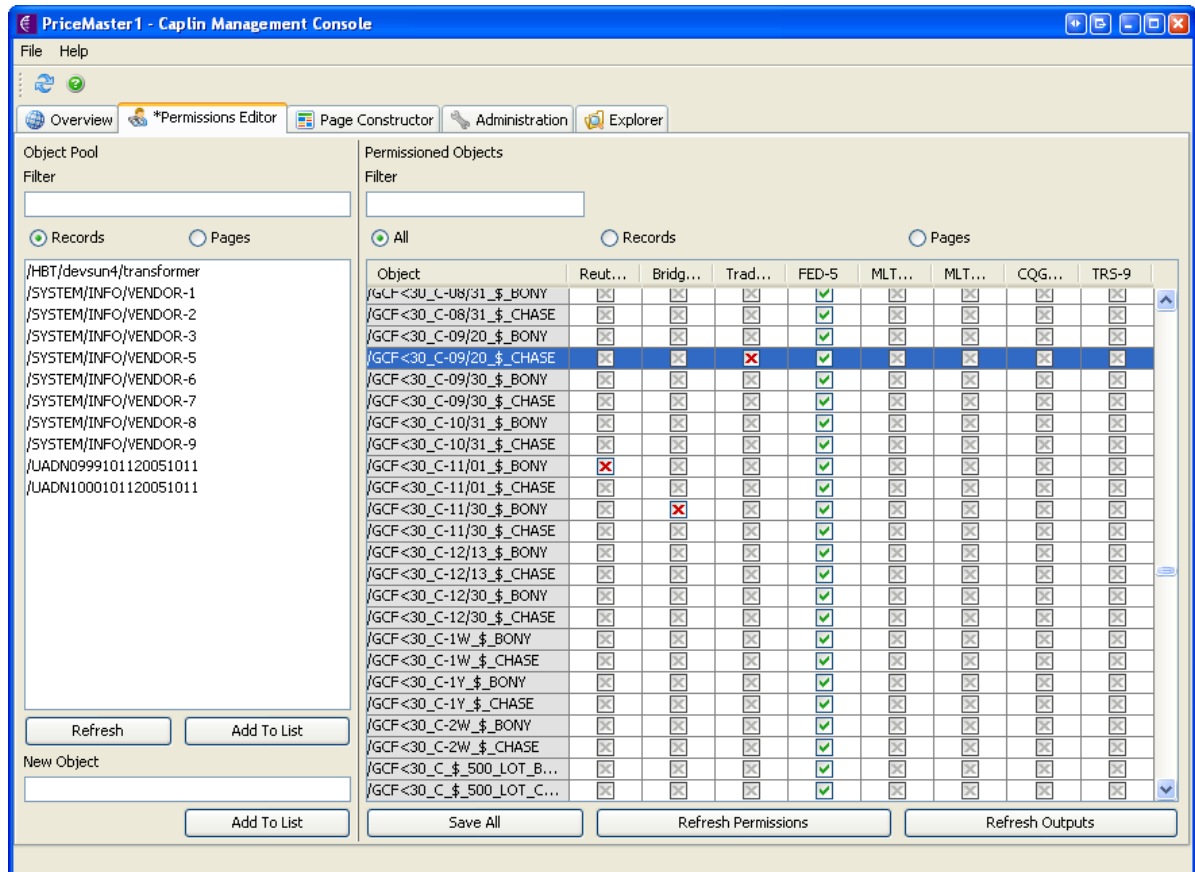 PriceMaster1 - Caplin Management Console
File Help
Overview *Permissions Editor Page Constructor Administration Explorer
Object Pool
Filter
Records Pages
/HBT/devsun4/transformer
/SYSTEM/INFO/VENDOR-1
/SYSTEM/INFO/VENDOR-2
/SYSTEM/INFO/VENDOR-3
/SYSTEM/INFO/VENDOR-5
/SYSTEM/INFO/VENDOR-6
/SYSTEM/INFO/VENDOR-7
/SYSTEM/INFO/VENDOR-8
/SYSTEM/INFO/VENDOR-9
/UADN0999101120051011
/UADN1000101120051011
Refresh Add To List
New Object
Add To List
Permissioned Objects
Filter
All Records Pages
Object Reut... Bridg... Trad... FED-5 MLT... MLT... CQG... TRS-9
/GCF<30_C-08/31_$_BONY
/GCF<30_C-08/31_$_CHASE
/GCF<30_C-09/20_$_BONY
/GCF<30_C-09/20_$_CHASE
/GCF<30_C-09/30_$_BONY
/GCF<30_C-09/30_$_CHASE
/GCF<30_C-10/31_$_BONY
/GCF<30_C-10/31_$_CHASE
/GCF<30_C-11/01_$_BONY
/GCF<30_C-11/01_$_CHASE
/GCF<30_C-11/30_$_BONY
/GCF<30_C-11/30_$_CHASE
/GCF<30_C-12/13_$_BONY
/GCF<30_C-12/13_$_CHASE
/GCF<30_C-12/30_$_BONY
/GCF<30_C-12/30_$_CHASE
/GCF<30_C-1W_$_BONY
/GCF<30_C-1W_$_CHASE
/GCF<30_C-1Y_$_BONY
/GCF<30_C-1Y_$_CHASE
/GCF<30_C-2W_$_BONY
/GCF<30_C-2W_$_CHASE
/GCF<30_C_$_500_LOT_B...
/GCF<30_C_$_500_LOT_C...
Save All Refresh Permissions Refresh Outputs